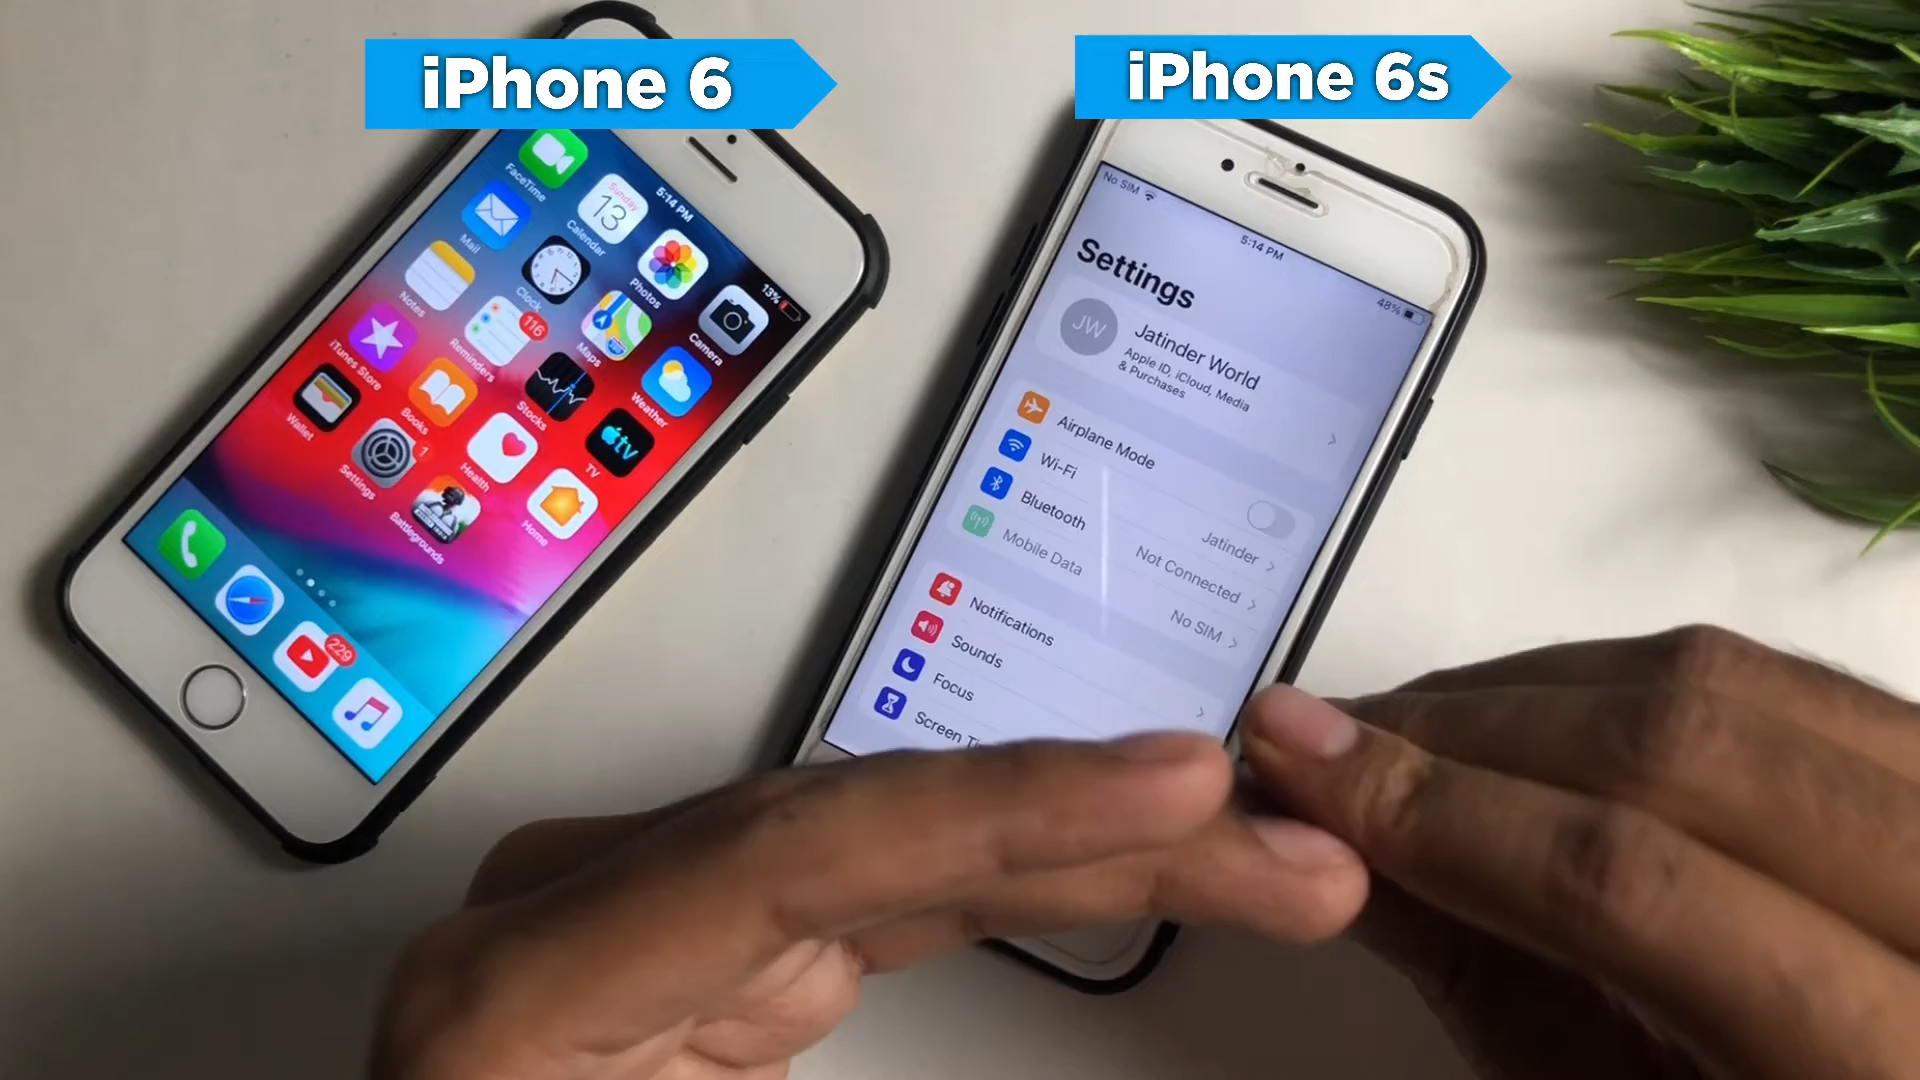 iPhone 6
iPhone 6s
5:14 PM
13%
FaceTime
Sunday
13
Calendar
Photos
Camera
Mail
Clock
Maps
Weather
Notes
116
Reminders
Stocks
tv
TV
iTunes Store
Books
Health
Home
Wallet
1
Settings
Battlegrounds
229
No SIM
5:14 PM
48%
Settings
JW
Jatinder World
Apple ID, iCloud, Media
& Purchases
Airplane Mode
Wi-Fi
Jatinder
Bluetooth
Not Connected
Mobile Data
No SIM
Notifications
Sounds
Focus
Screen Ti